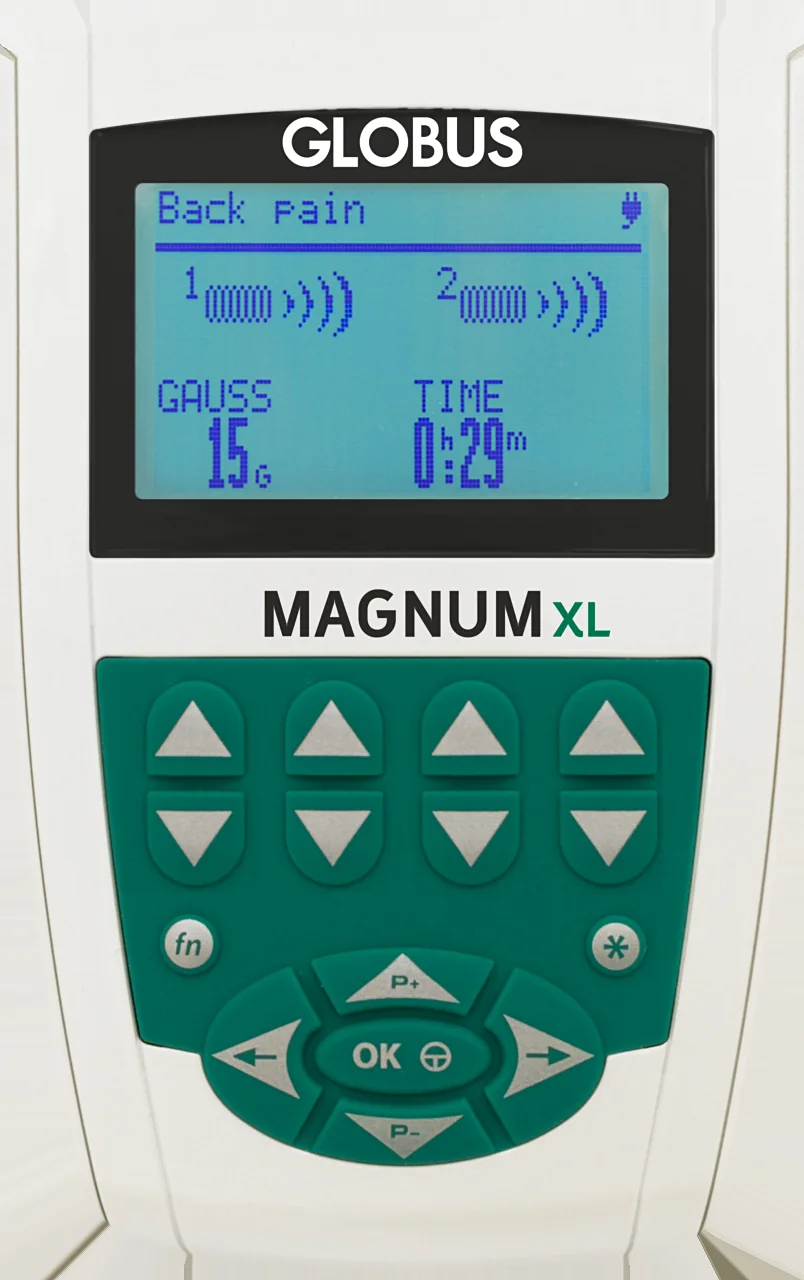 GLOBUS
Back pain
1 2
GAUSS TIME
15G 0h:29m
MAGNUM XL
fn *
P+
← OK →
P-